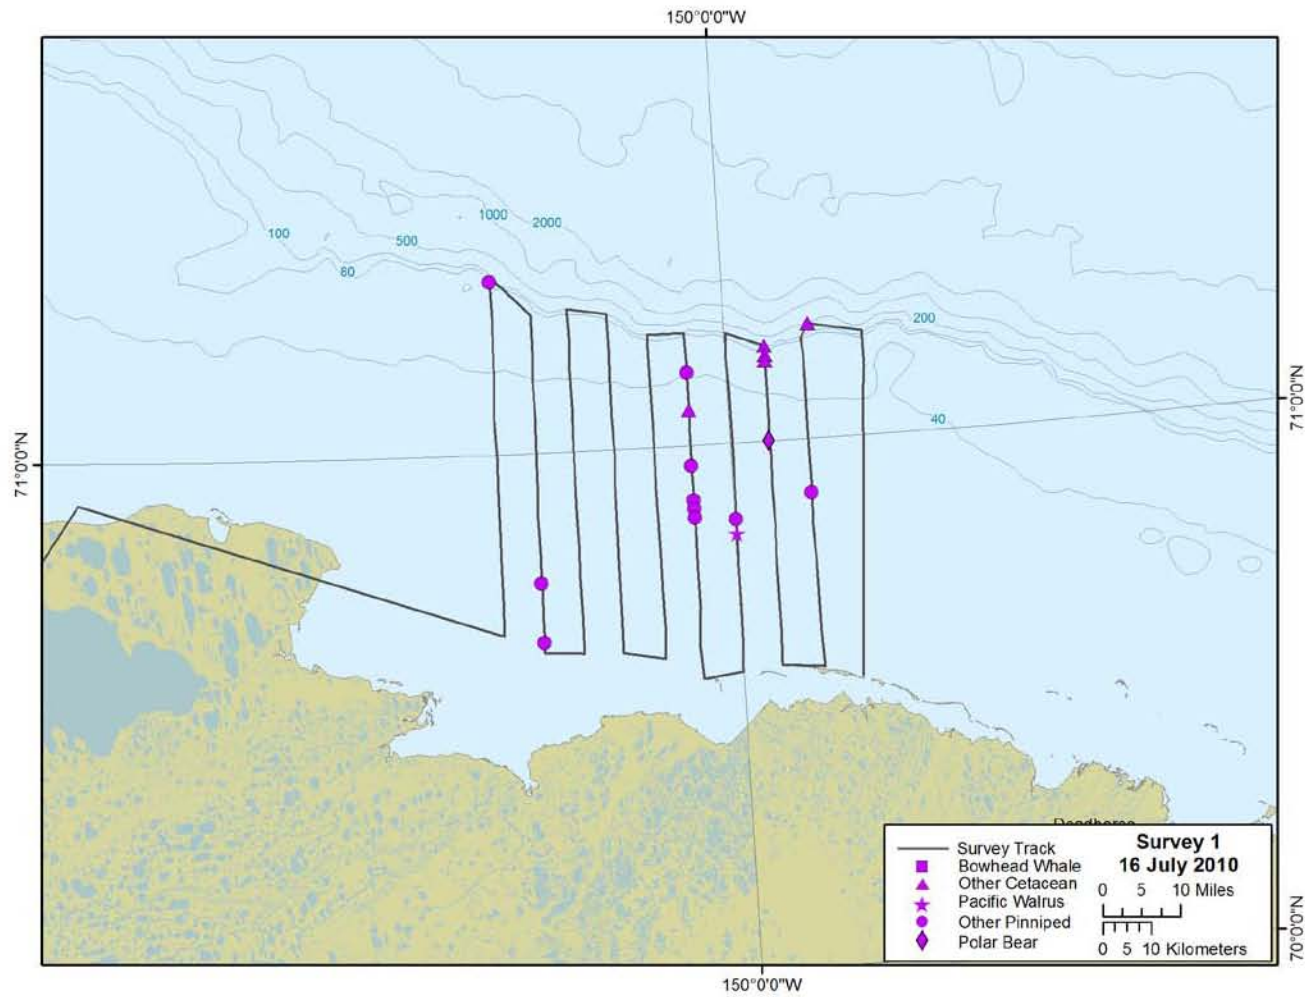 150°0'0"W
1000
2000
100
500
80
200
71°0'0"N
40
71°0'0"N
Survey Track
Bowhead Whale
Other Cetacean
Pacific Walrus
Other Pinniped
Polar Bear
Survey 1
16 July 2010
0 5 10 Miles
0 5 10 Kilometers
70°0'0"N
150°0'0"W